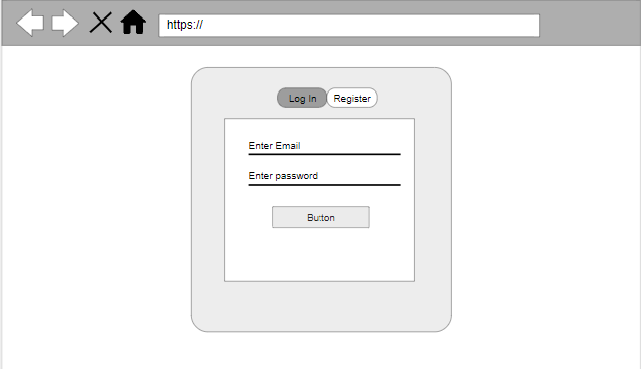 https://
Log In Register
Enter Email
Enter password
Button